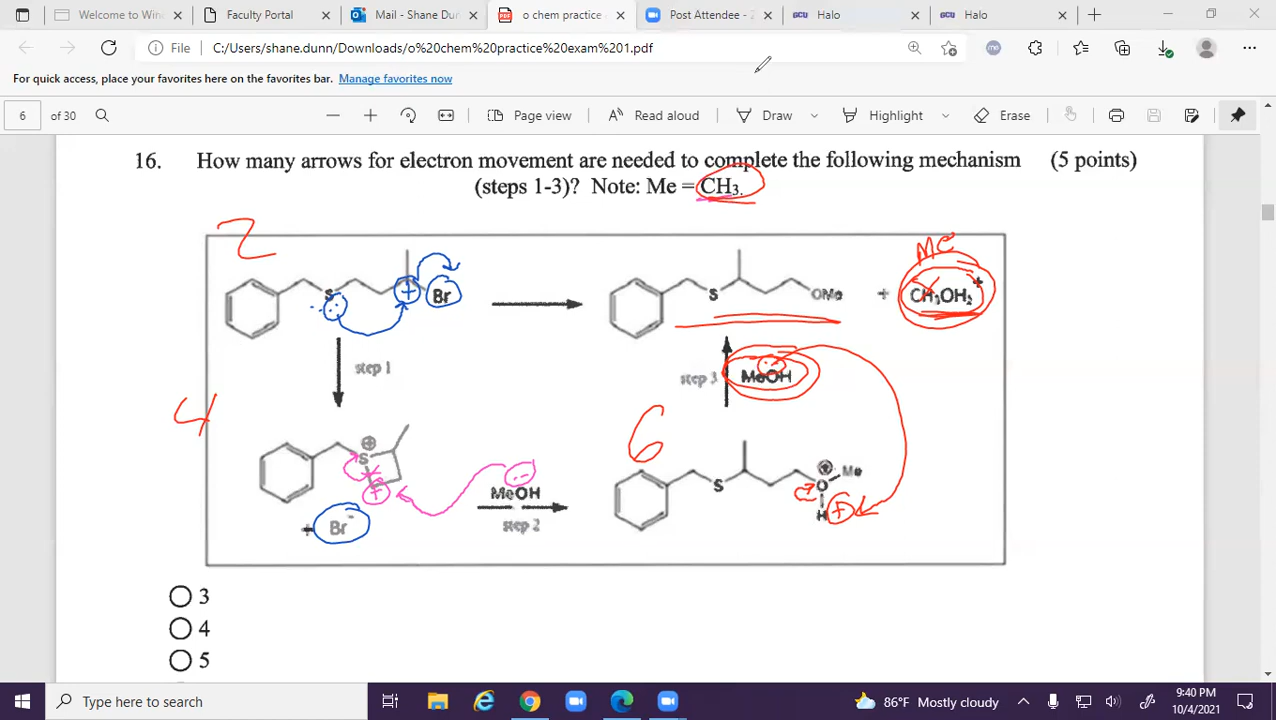 Welcome to Win
Faculty Portal
Mail - Shane Dun
o chem practice
Post Attendee - Z
GCU Halo
GCU Halo
File C:/Users/shane.dunn/Downloads/o%20chem%20practice%20exam%201.pdf
For quick access, place your favorites here on the favorites bar. Manage favorites now
6 of 30
Page view
Read aloud
Draw
Highlight
Erase
16. How many arrows for electron movement are needed to complete the following mechanism (5 points)
(steps 1-3)? Note: Me = CH3.
2
Me
S
+
Br
S
OMe
+
CH3OH2
+
step 1
step 3
MeOH
4
6
S
⊕
+
MeOH
step 2
+ Br-
S
⊕
O
Me
H
+
3
4
5
Type here to search
86°F Mostly cloudy
9:40 PM
10/4/2021